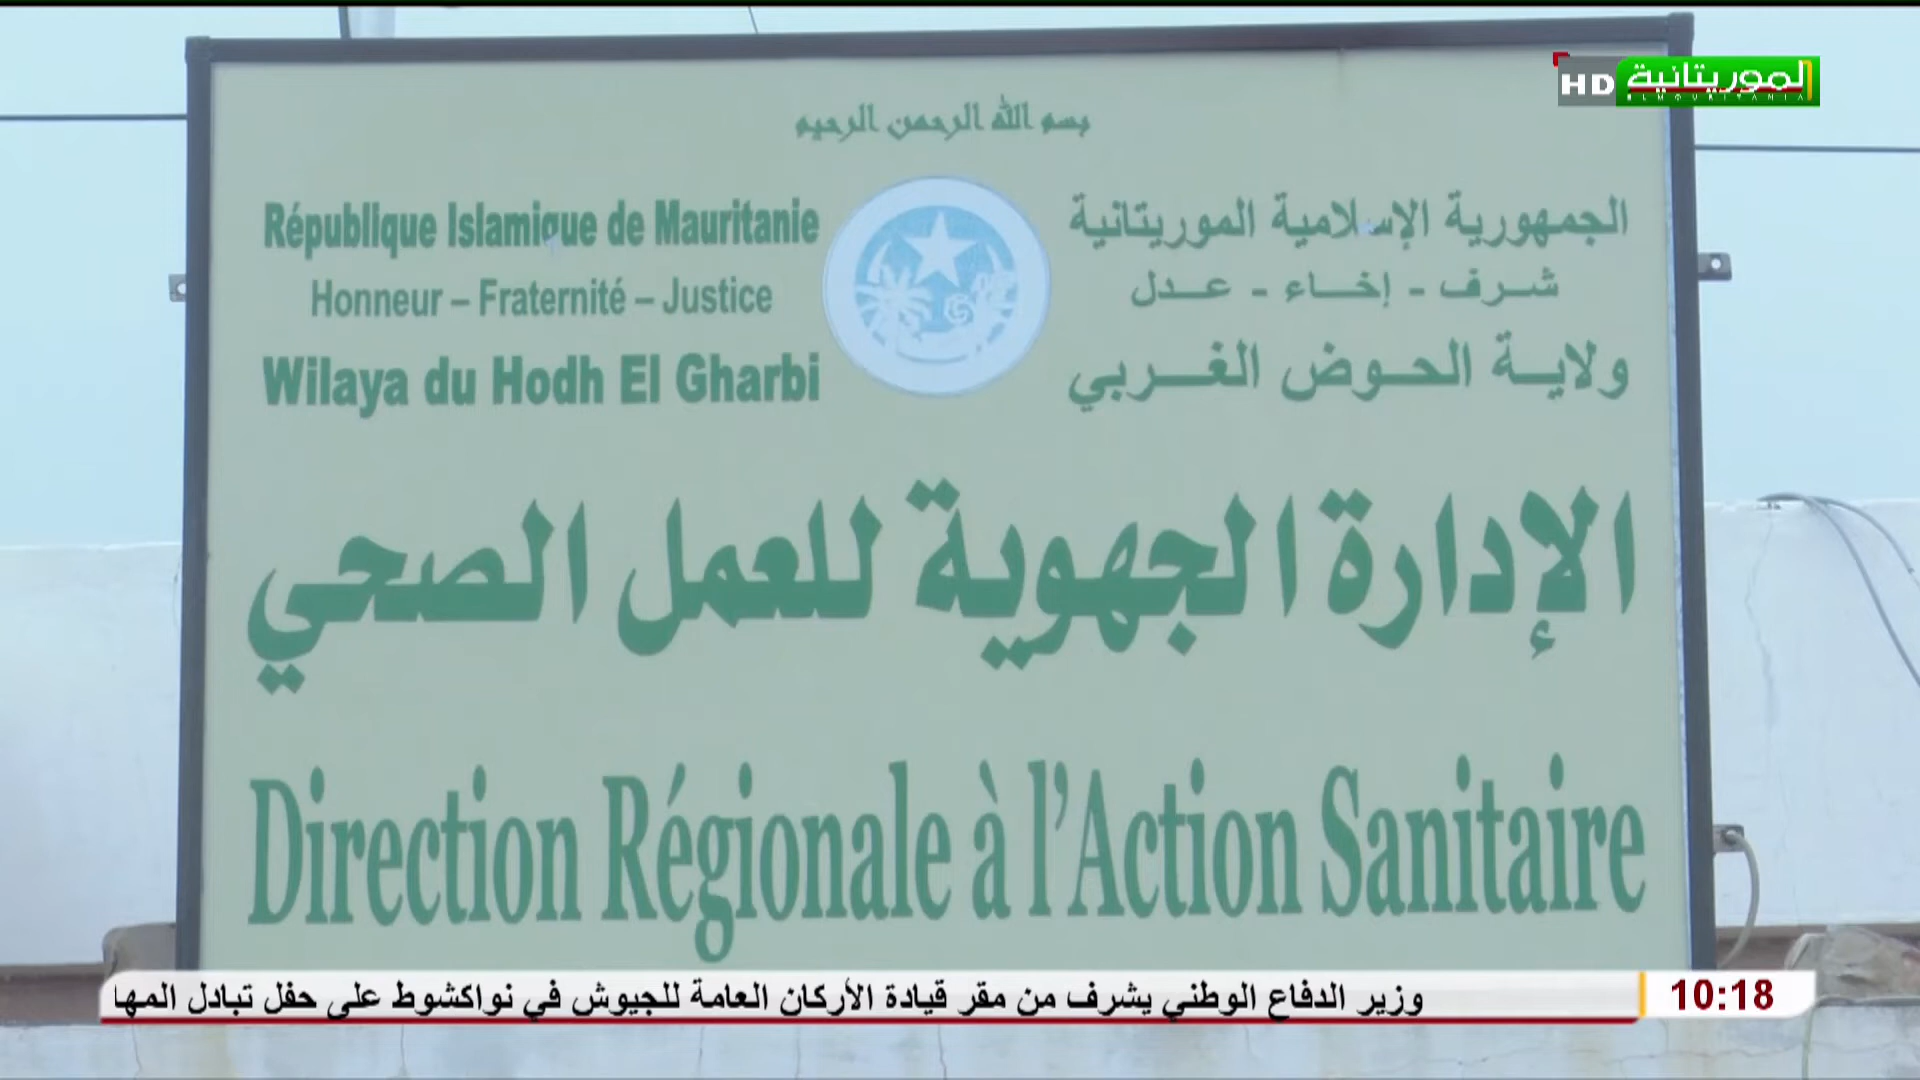 HD الموريتانية
ELMOURITANIA
بسم الله الرحمن الرحيم
République Islamique de Mauritanie
Honneur – Fraternité – Justice
Wilaya du Hodh El Gharbi
الجمهورية الإسلامية الموريتانية
شرف - إخاء - عدل
ولاية الحوض الغربي
الإدارة الجهوية للعمل الصحي
Direction Régionale à l'Action Sanitaire
وزير الدفاع الوطني يشرف من مقر قيادة الأركان العامة للجيوش في نواكشوط على حفل تبادل المها
10:18